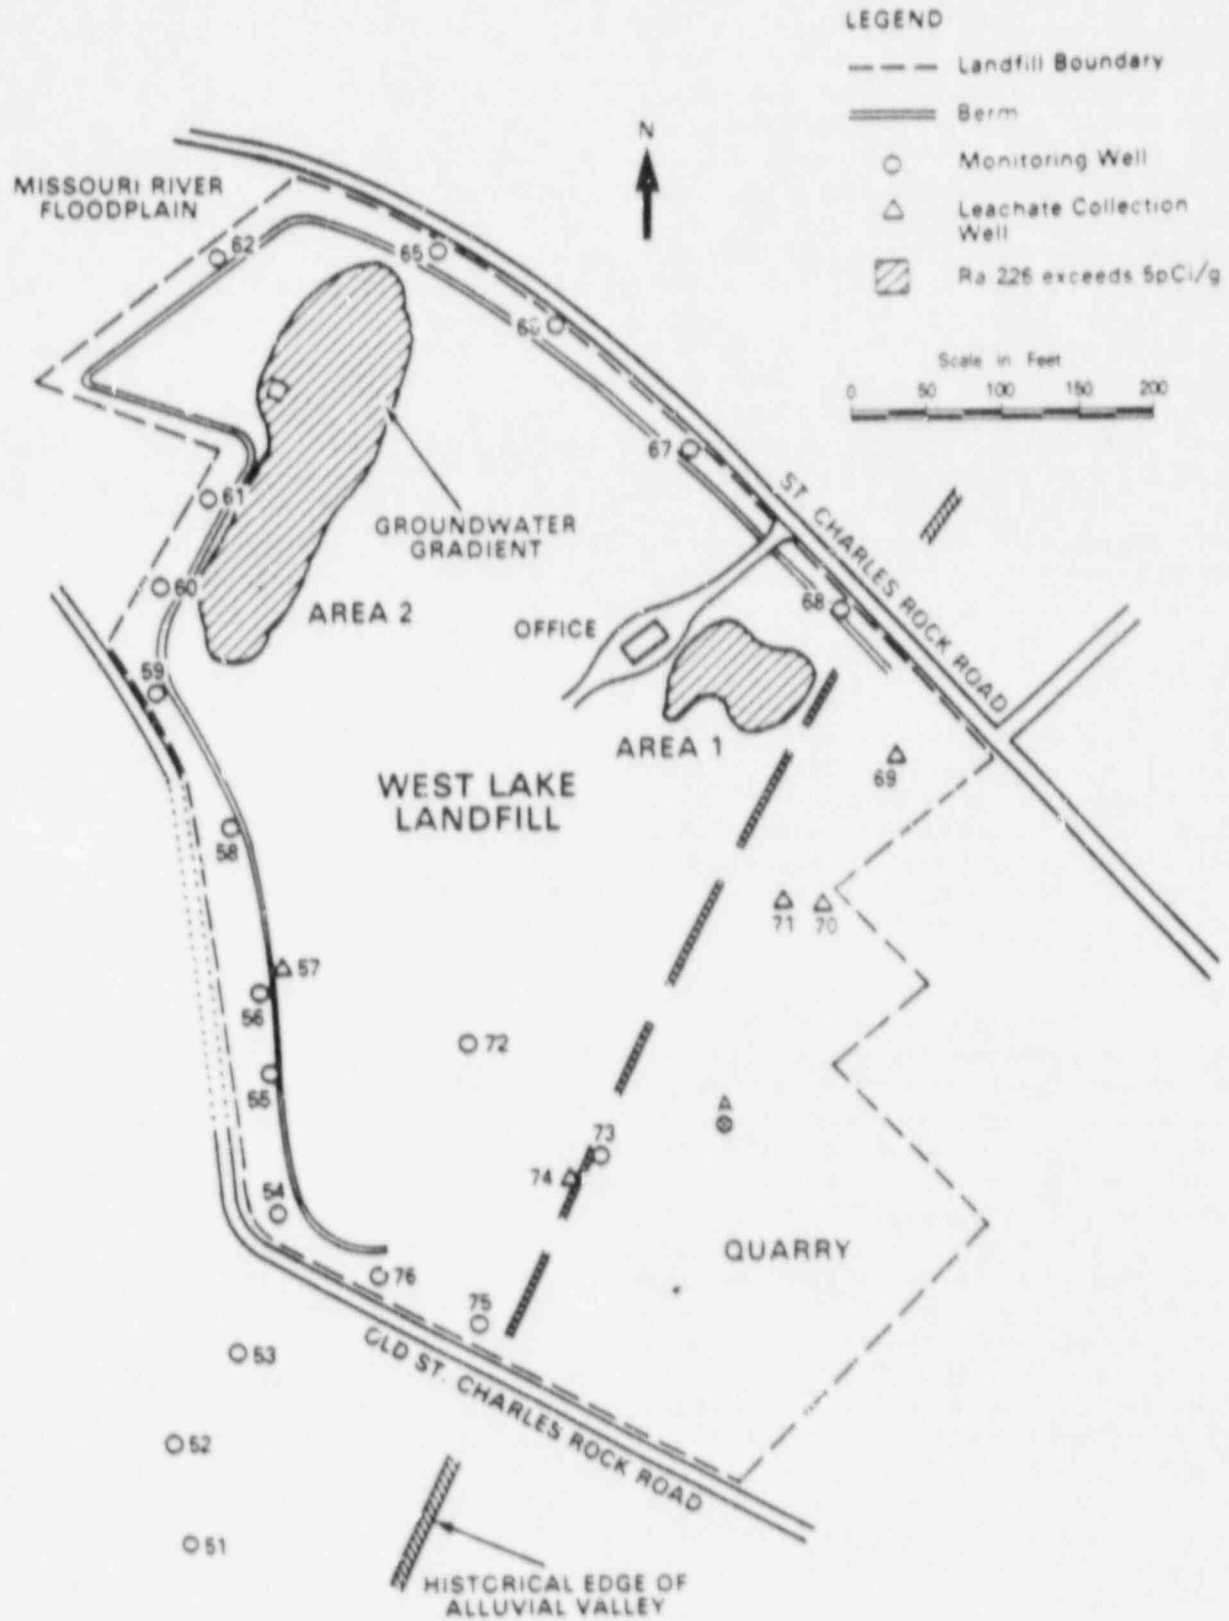 LEGEND
Landfill Boundary
Berm
Monitoring Well
Leachate Collection
Well
Ra 226 exceeds 5pCi/g
Scale in Feet
0 50 100 150 200
N
MISSOURI RIVER
FLOODPLAIN
62
65
67
ST. CHARLES ROCK ROAD
61
GROUNDWATER
GRADIENT
60
AREA 2
OFFICE
68
59
AREA 1
69
WEST LAKE
LANDFILL
58
71 70
57
56
72
55
A
73
74
54
QUARRY
76
75
53
OLD ST. CHARLES ROCK ROAD
52
51
HISTORICAL EDGE OF
ALLUVIAL VALLEY